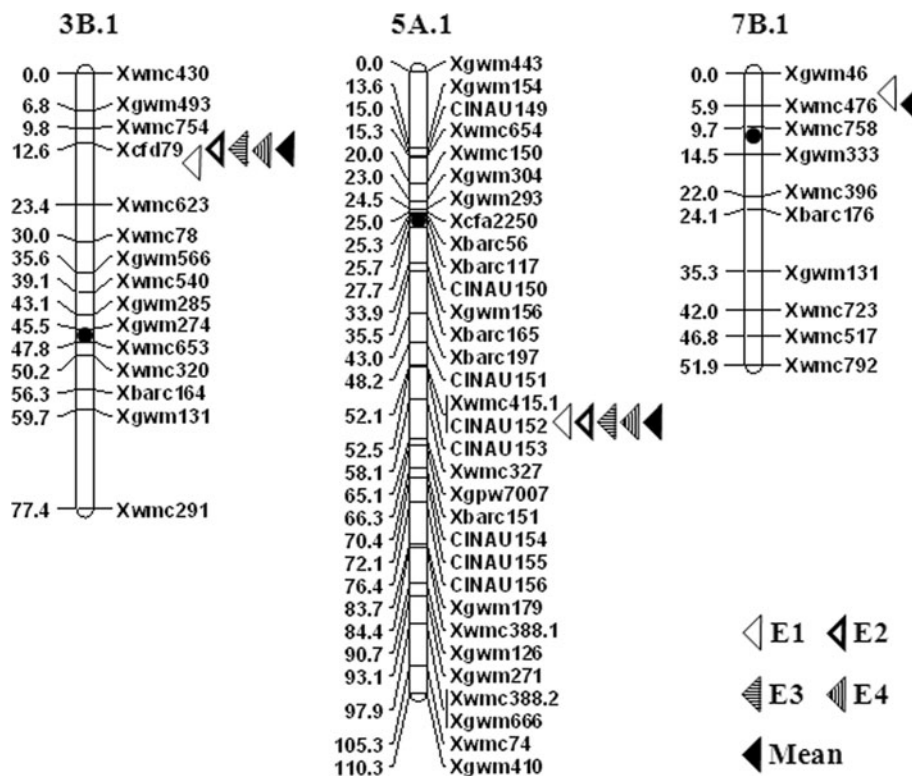 3B.1
0.0 Xwmc430
6.8 Xgwm493
9.8 Xwmc754
12.6 Xcfd79
23.4 Xwmc623
30.0 Xwmc78
35.6 Xgwm566
39.1 Xwmc540
43.1 Xgwm285
45.5 Xgwm274
47.8 Xwmc653
50.2 Xwmc320
56.3 Xbarc164
59.7 Xgwm131
77.4 Xwmc291
5A.1
0.0 Xgwm443
13.6 Xgwm154
15.0 CINAU149
15.3 Xwmc654
20.0 Xwmc150
23.0 Xgwm304
24.5 Xgwm293
25.0 Xcfa2250
25.3 Xbarc56
25.7 Xbarc117
27.7 CINAU150
33.9 Xgwm156
35.5 Xbarc165
43.0 Xbarc197
48.2 CINAU151
Xwmc415.1
52.1 CINAU152
52.5 CINAU153
58.1 Xwmc327
65.1 Xgpw7007
66.3 Xbarc151
70.4 CINAU154
72.1 CINAU155
76.4 CINAU156
83.7 Xgwm179
84.4 Xwmc388.1
90.7 Xgwm126
93.1 Xgwm271
Xwmc388.2
97.9 Xgwm666
105.3 Xwmc74
110.3 Xgwm410
7B.1
0.0 Xgwm46
5.9 Xwmc476
9.7 Xwmc758
14.5 Xgwm333
22.0 Xwmc396
24.1 Xbarc176
35.3 Xgwm131
42.0 Xwmc723
46.8 Xwmc517
51.9 Xwmc792
E1 E2
E3 E4
Mean